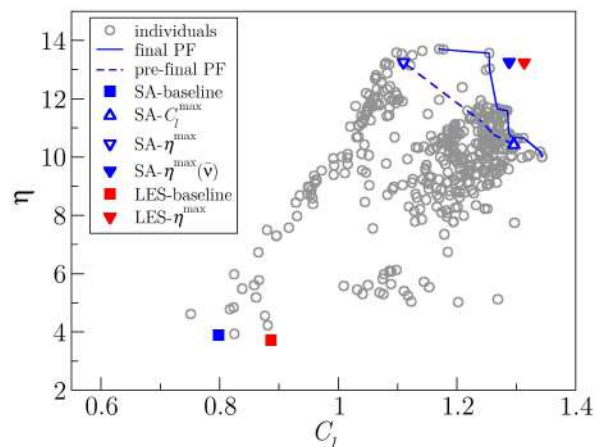 14
12
10
8
6
4
2
η
individuals
final PF
pre-final PF
SA-baseline
SA-C_l^max
SA-η^max
SA-η^max(ν̃)
LES-baseline
LES-η^max
0.6 0.8 1 1.2 1.4
C_l